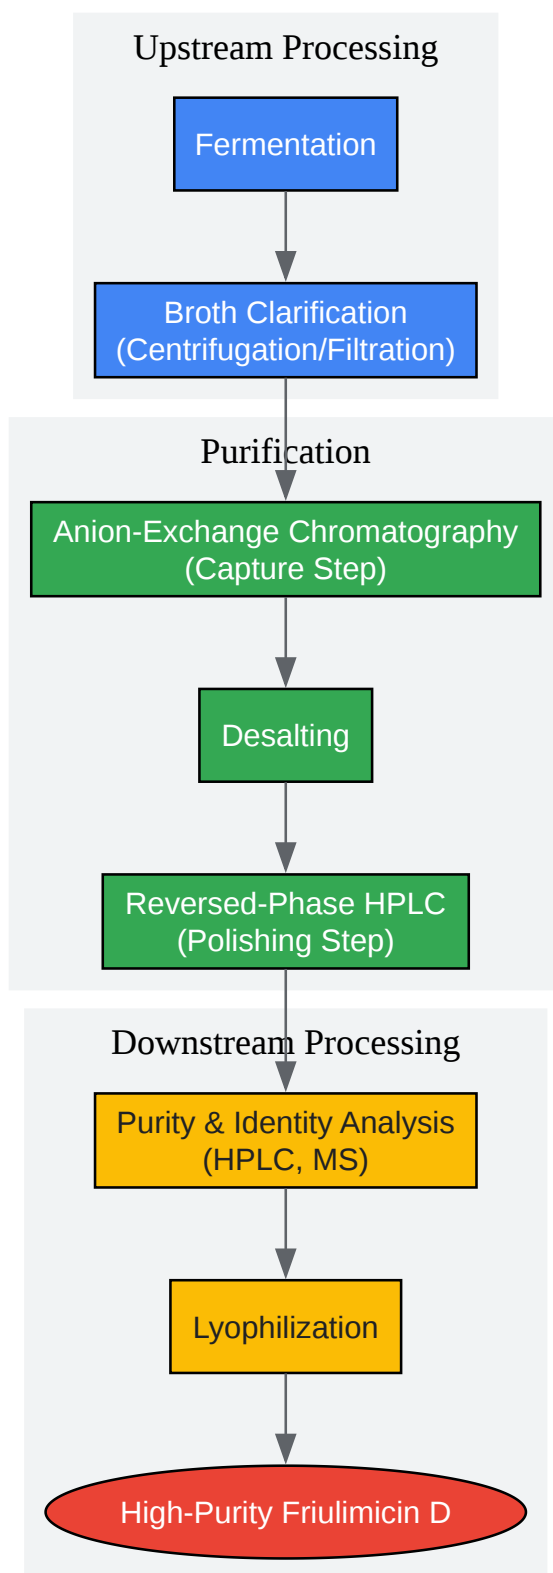 Upstream Processing
Fermentation
Broth Clarification
(Centrifugation/Filtration)
Purification
Anion-Exchange Chromatography
(Capture Step)
Desalting
Reversed-Phase HPLC
(Polishing Step)
Downstream Processing
Purity & Identity Analysis
(HPLC, MS)
Lyophilization
High-Purity Friulimicin D